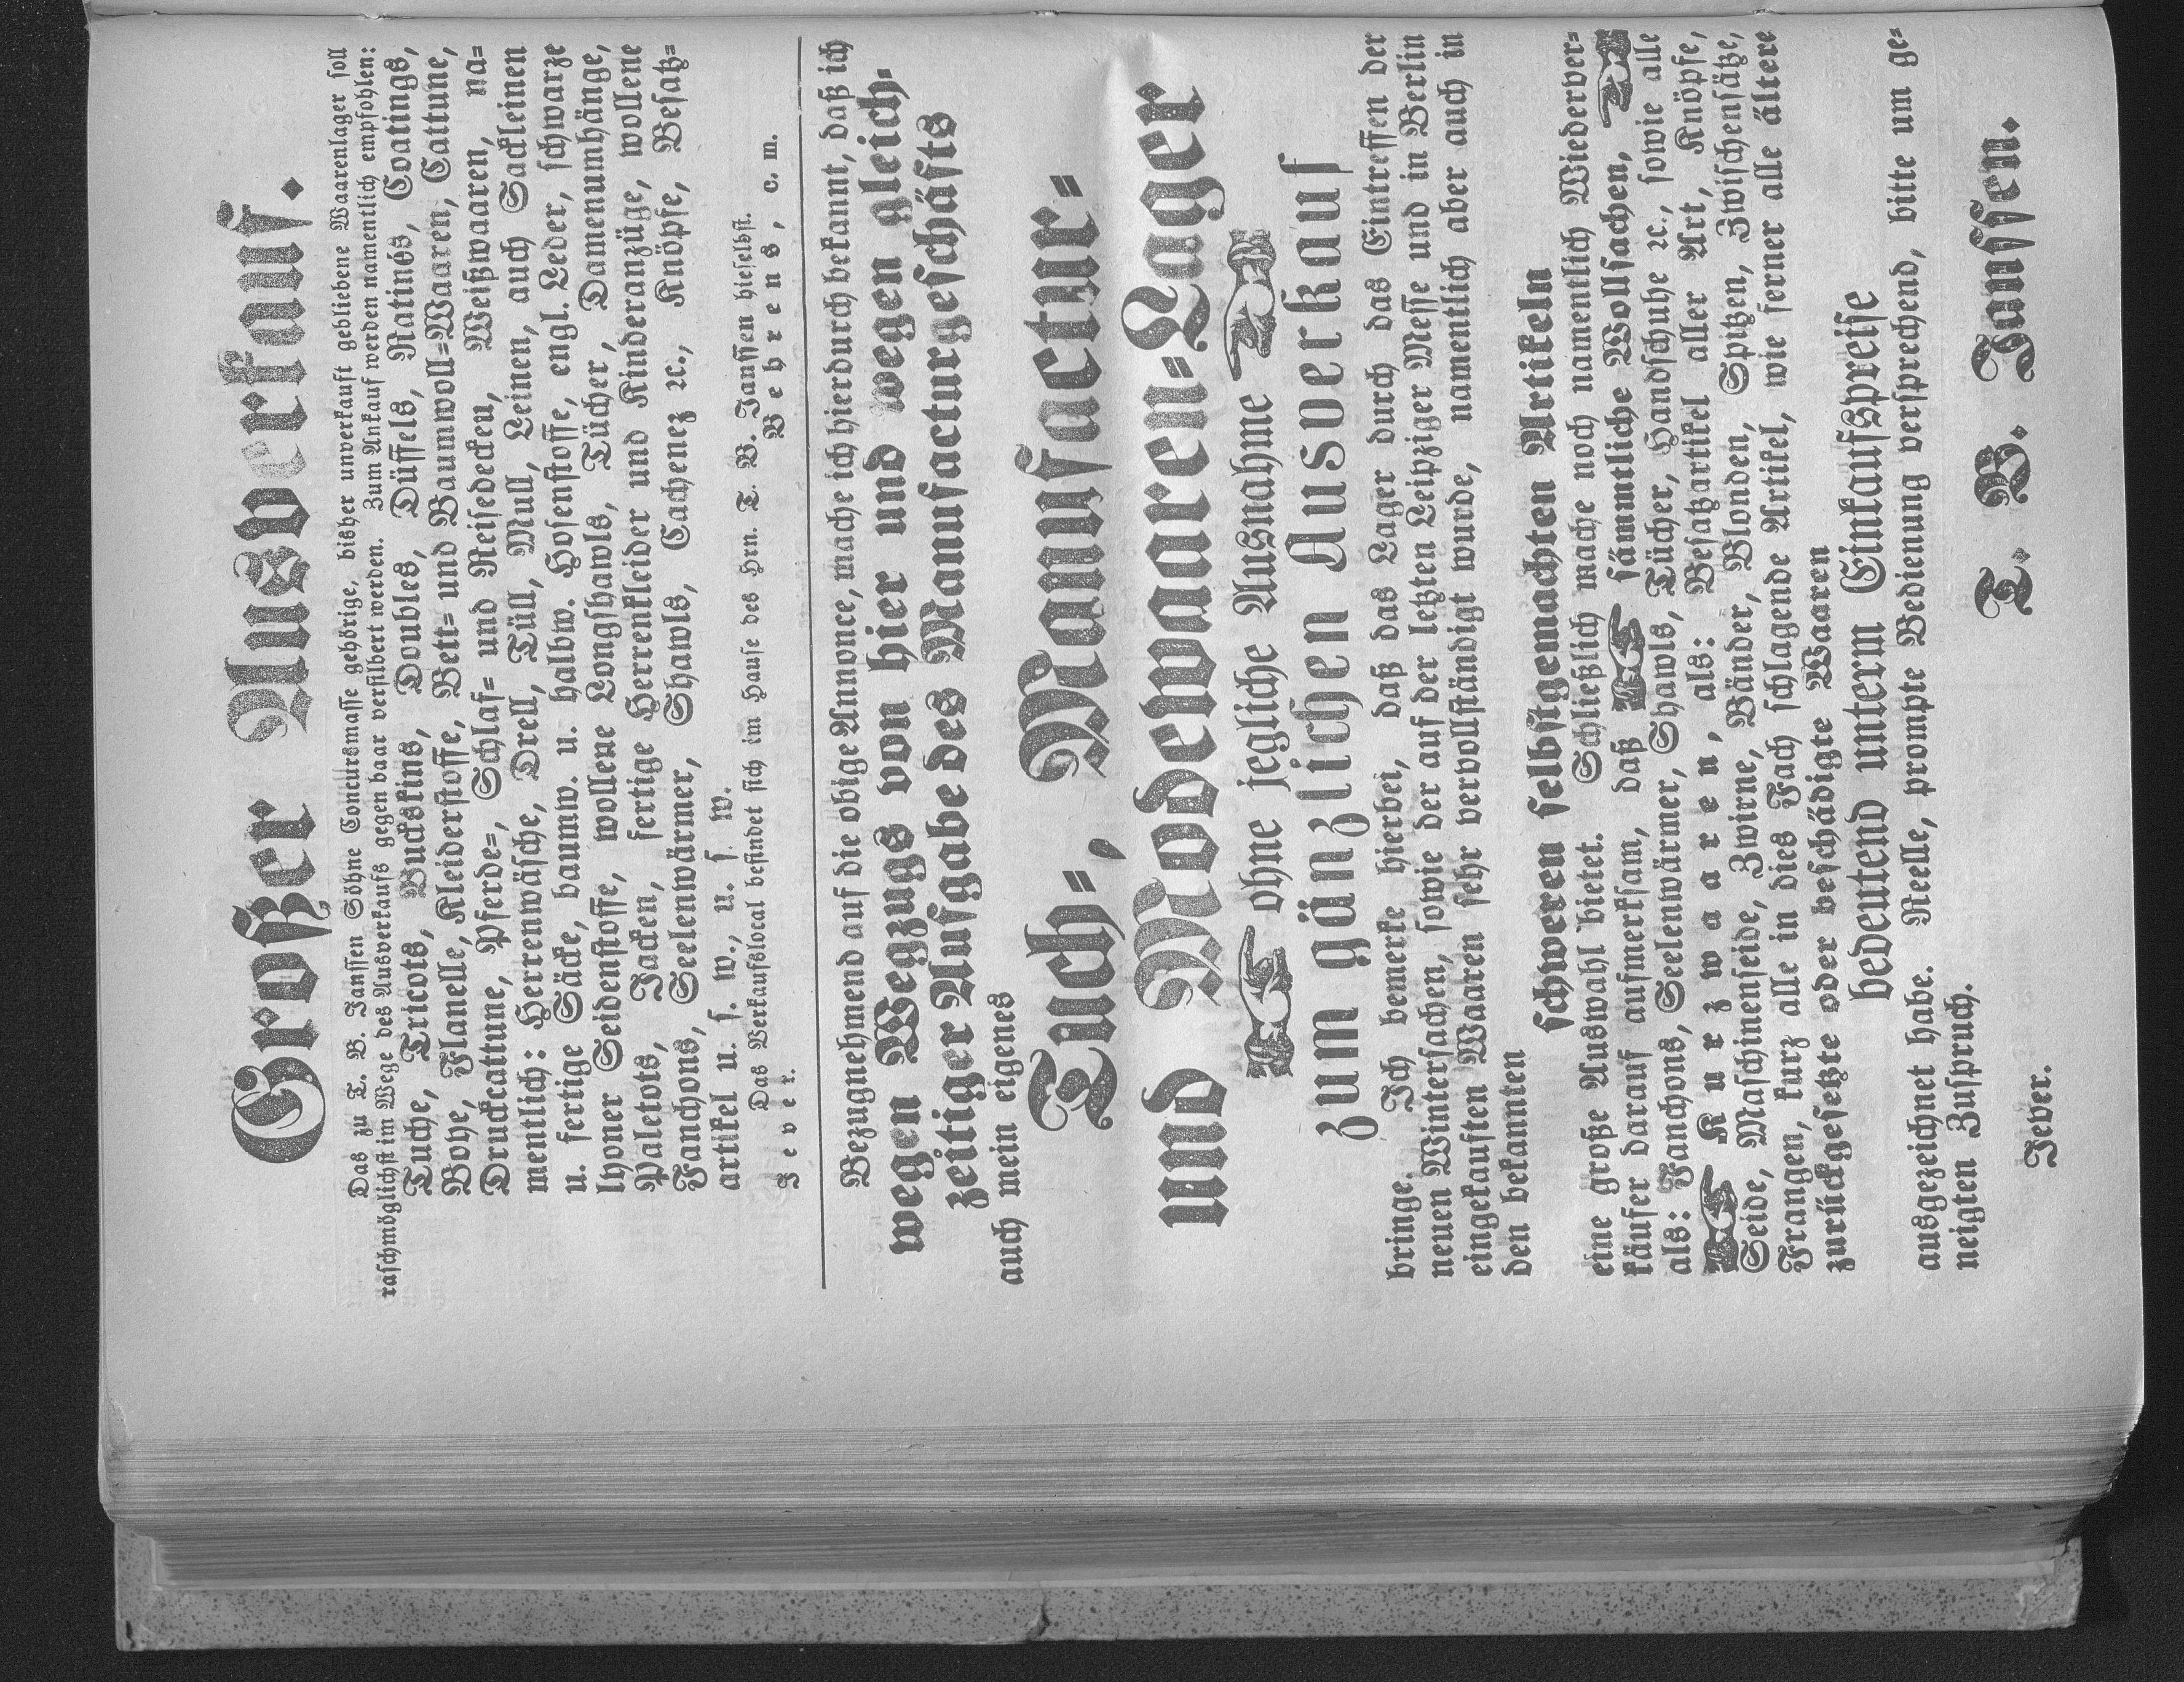 Großer Ausverkauf.
Das zu T. B. Janssen Söhne Concursmasse gehörige, bisher unverkauft gebliebene Waarenlager soll
raschmöglichst im Wege des Ausverkaufs gegen baar versilbert werden. Zum Ankauf werden namentlich empfohlen:
Tuche, Tricots, Buckskins, Doubles, Düffels, Ratinés, Coatings,
Boye, Flanelle, Kleiderstoffe, Bett= und Baumwoll=Waaren, Cattune,
Druckcattune, Pferde=, Schlaf= und Reisedecken, Weißwaaren, na=
mentlich: Herrenwäsche, Drell, Tüll, Mull, Leinen, auch Sackleinen
u. fertige Säcke, baumw. u. halbw. Hosenstoffe, engl. Leder, schwarze
lyoner Seidenstoffe, wollene Longshawls, Tücher, Damenumhänge,
Paletots, Jacken, fertige Herrenkleider und Kinderanzüge, wollene
Fanchons, Seelenwärmer, Shawls, Cachenez ꝛc., Knöpfe, Besatz=
artikel u. s. w., u. s. w.
Das Verkaufslocal befindet sich im Hause des Hrn. T. B. Janssen hieselbst.
Jever. Behrens, c. m.
Bezugnehmend auf die obige Annonce, mache ich hierdurch bekannt, daß ich
wegen Wegzugs von hier und wegen gleich-
zeitiger Aufgabe des Manufacturgeschäfts
auch mein eigenes
Tuch=, Manufactur=
und Modewaaren=Lager
☛ ohne jegliche Ausnahme ☚
zum gänzlichen Ausverkauf
bringe. Ich bemerke hierbei, daß das Lager durch das Eintreffen der
neuen Wintersachen, sowie der auf der letzten Leipziger Messe und in Berlin
eingekauften Waaren sehr vervollständigt wurde, namentlich aber auch in
den bekannten
schweren selbstgemachten Artikeln
eine große Auswahl bietet. Schließlich mache noch namentlich Wiederver=
käufer darauf aufmerksam, daß ☛ sämmtliche Wollsachen, ☚
als: Fanchons, Seelenwärmer, Shawls, Tücher, Handschuhe ꝛc., sowie alle
☛ Kurzwaaren, als: Besatzartikel aller Art, Knöpfe,
Seide, Maschinenseide, Zwirne, Bänder, Blonden, Spitzen, Zwischensätze,
Frangen, kurz alle in dies Fach schlagende Artikel, wie ferner alle ältere
zurückgesetzte oder beschädigte Waaren
bedeutend unterm Einkaufspreise
ausgezeichnet habe. Reelle, prompte Bedienung versprechend, bitte um ge=
neigten Zuspruch.
Jever. T. B. Janssen.